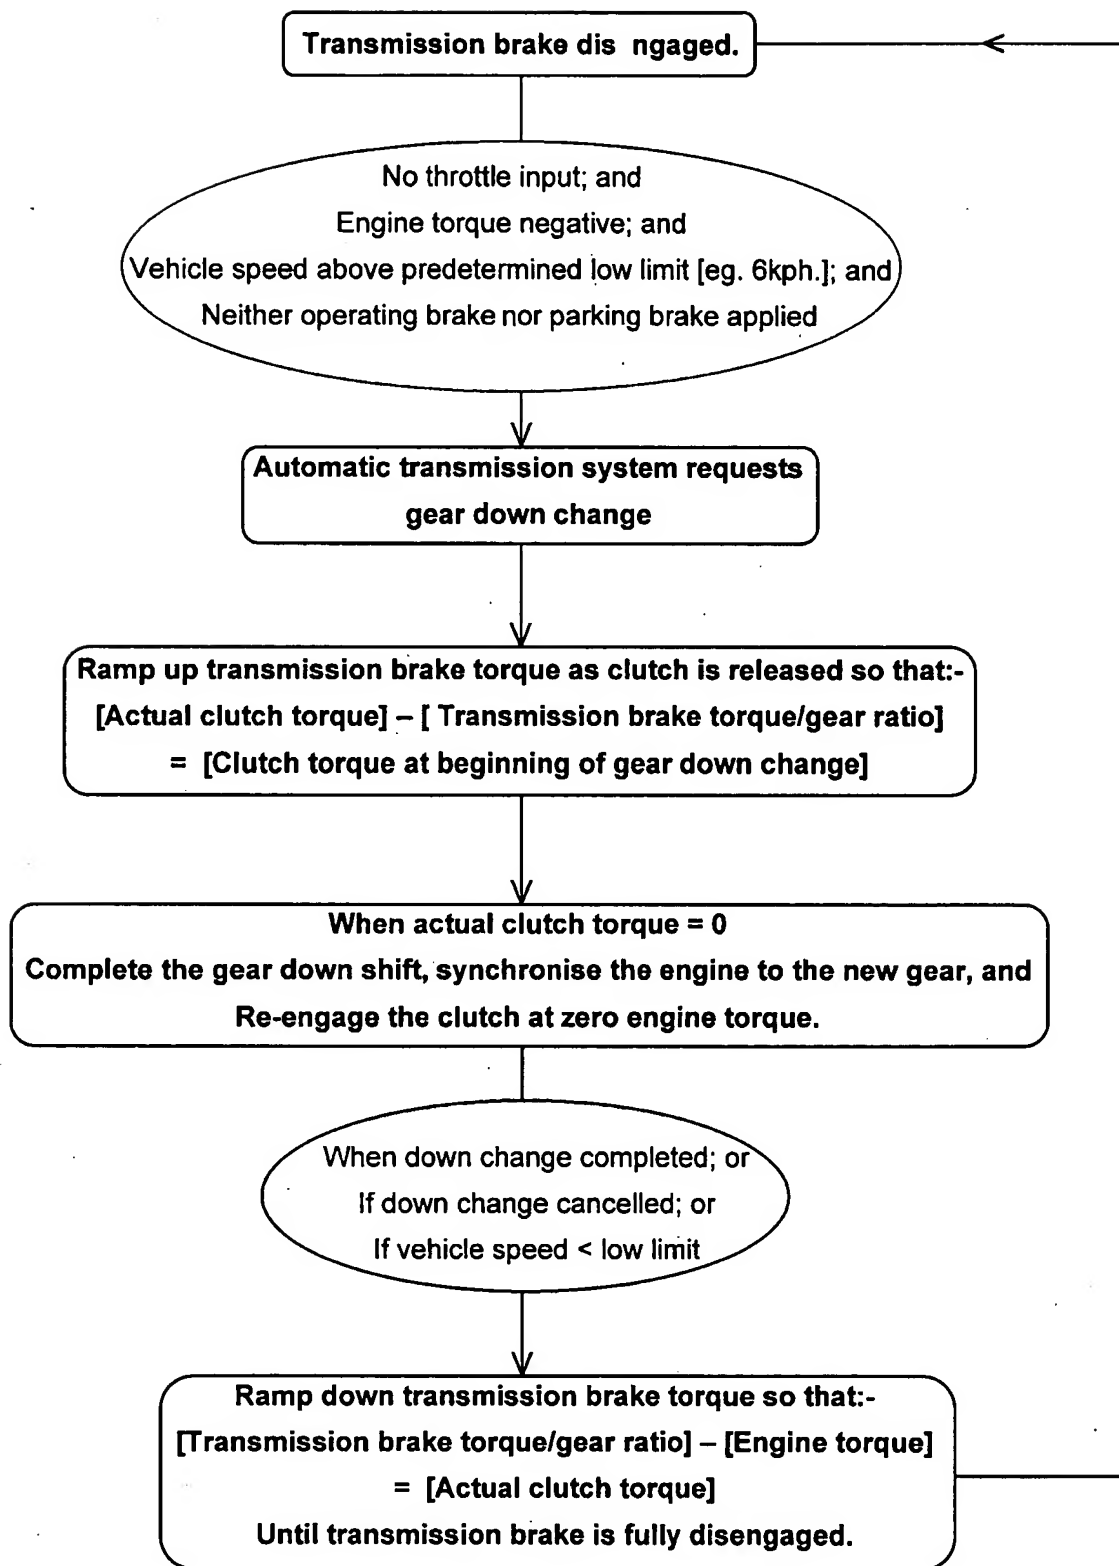 Transmission brake dis ngaged.
No throttle input; and
Engine torque negative; and
Vehicle speed above predetermined low limit [eg. 6kph.]; and
Neither operating brake nor parking brake applied
Automatic transmission system requests
gear down change
Ramp up transmission brake torque as clutch is released so that:-
[Actual clutch torque] – [ Transmission brake torque/gear ratio]
= [Clutch torque at beginning of gear down change]
When actual clutch torque = 0
Complete the gear down shift, synchronise the engine to the new gear, and
Re-engage the clutch at zero engine torque.
When down change completed; or
If down change cancelled; or
If vehicle speed < low limit
Ramp down transmission brake torque so that:-
[Transmission brake torque/gear ratio] – [Engine torque]
= [Actual clutch torque]
Until transmission brake is fully disengaged.